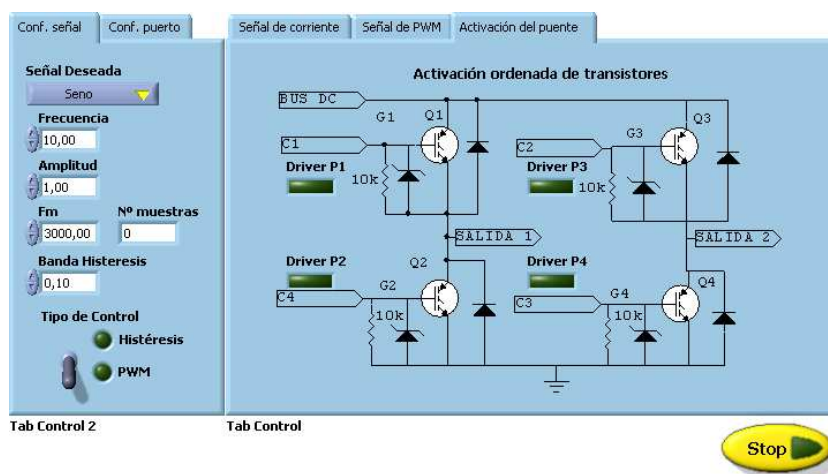 Conf. señal
Conf. puerto
Señal Deseada
Seno
Frecuencia
10,00
Amplitud
1,00
Fm
Nº muestras
3000,00
0
Banda Histeresis
0,10
Tipo de Control
Histéresis
PWM
Tab Control 2
Señal de corriente
Señal de PWM
Activación del puente
Activación ordenada de transistores
BUS DC
G1
Q1
C1
Driver P1
10k
Q3
G3
C2
Driver P3
10k
SALIDA 1
SALIDA 2
Driver P2
Q2
G2
C4
10k
Driver P4
Q4
G4
C3
10k
Tab Control
Stop